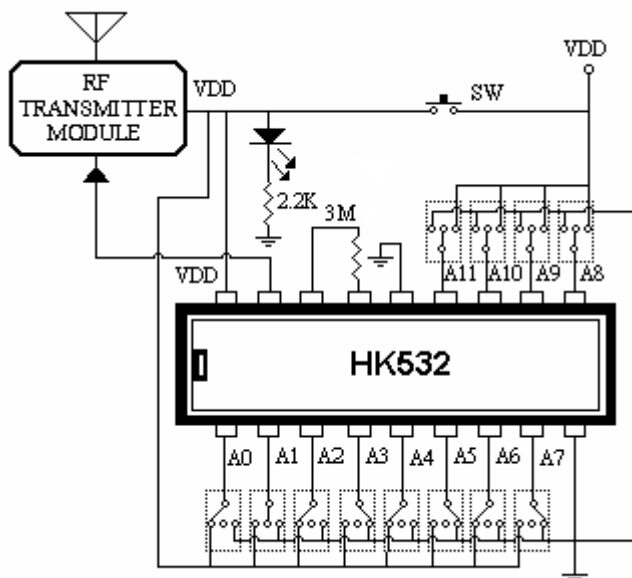 RF
TRANSMITTER
MODULE
VDD
SW
VDD
2.2K
3M
VDD
A11 A10 A9 A8
HK532
A0 A1 A2 A3 A4 A5 A6 A7